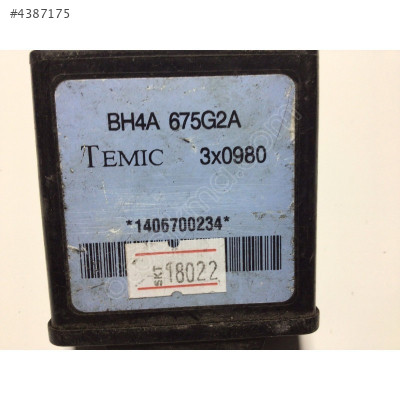 #4387175
BH4A 675G2A
TEMIC 3x0980
*1406700234*
SKT 18022